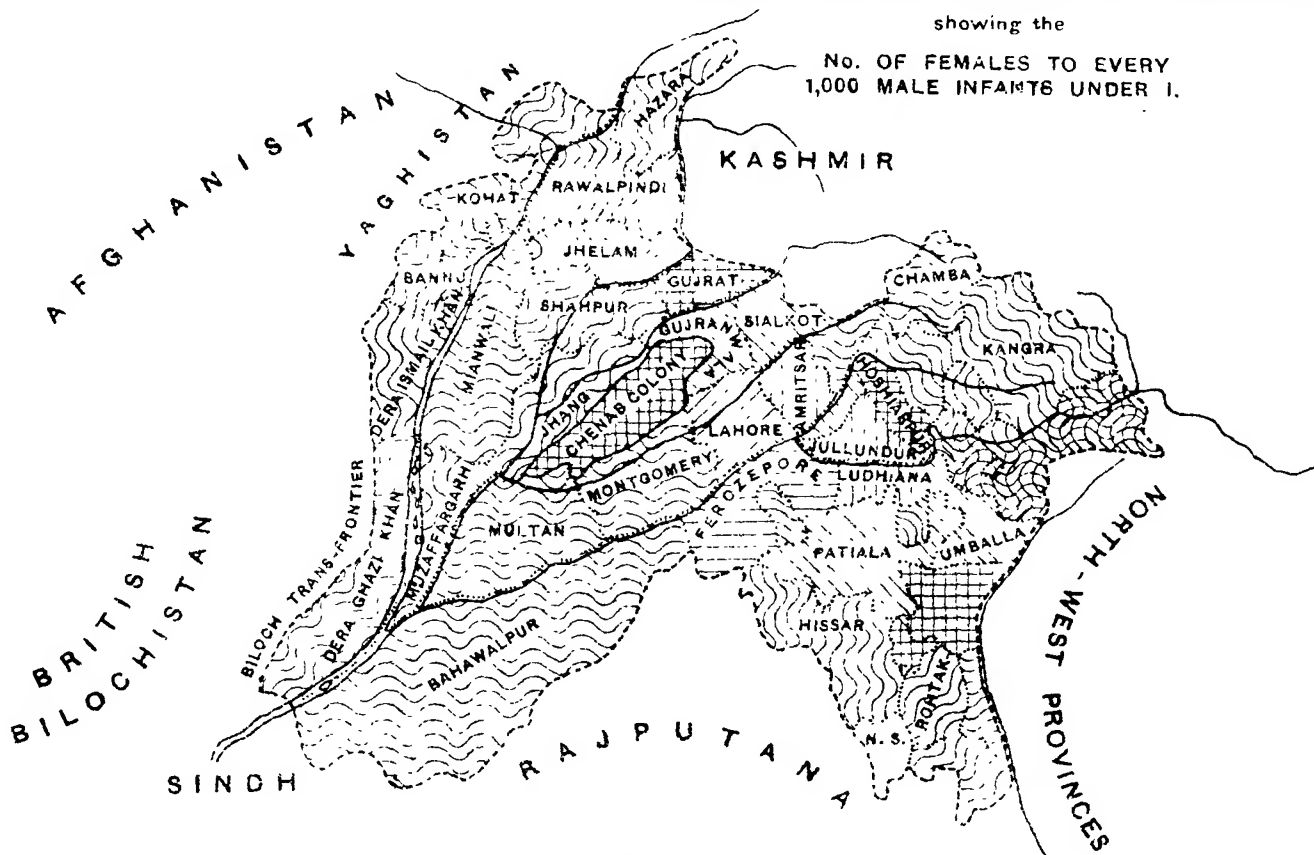 showing the
No. OF FEMALES TO EVERY
1,000 MALE INFANTS UNDER 1.
AFGHANISTAN
YAGHISTAN
HAZARA
KASHMIR
KOHAT
RAWALPINDI
JHELAM
BANNU
GUJRAT
CHAMBA
SHAHPUR
SIALKOT
GUJRANWALA
KANGRA
DERA ISMAIL KHAN
MIANWALI
JHANG
CHENAB COLONY
AMRITSAR
HOSHIARPUR
LAHORE
JULLUNDUR
MONTGOMERY
FEROZEPORE
LUDHIANA
MULTAN
PATIALA
UMBALLA
NORTH-WEST PROVINCES
BILOCH TRANS-FRONTIER
DERA GHAZI KHAN
MUZAFFARGARH
HISSAR
BRITISH
BILOCHISTAN
BAHAWALPUR
ROHTAK
N. S.
RAJPUTANA
SINDH